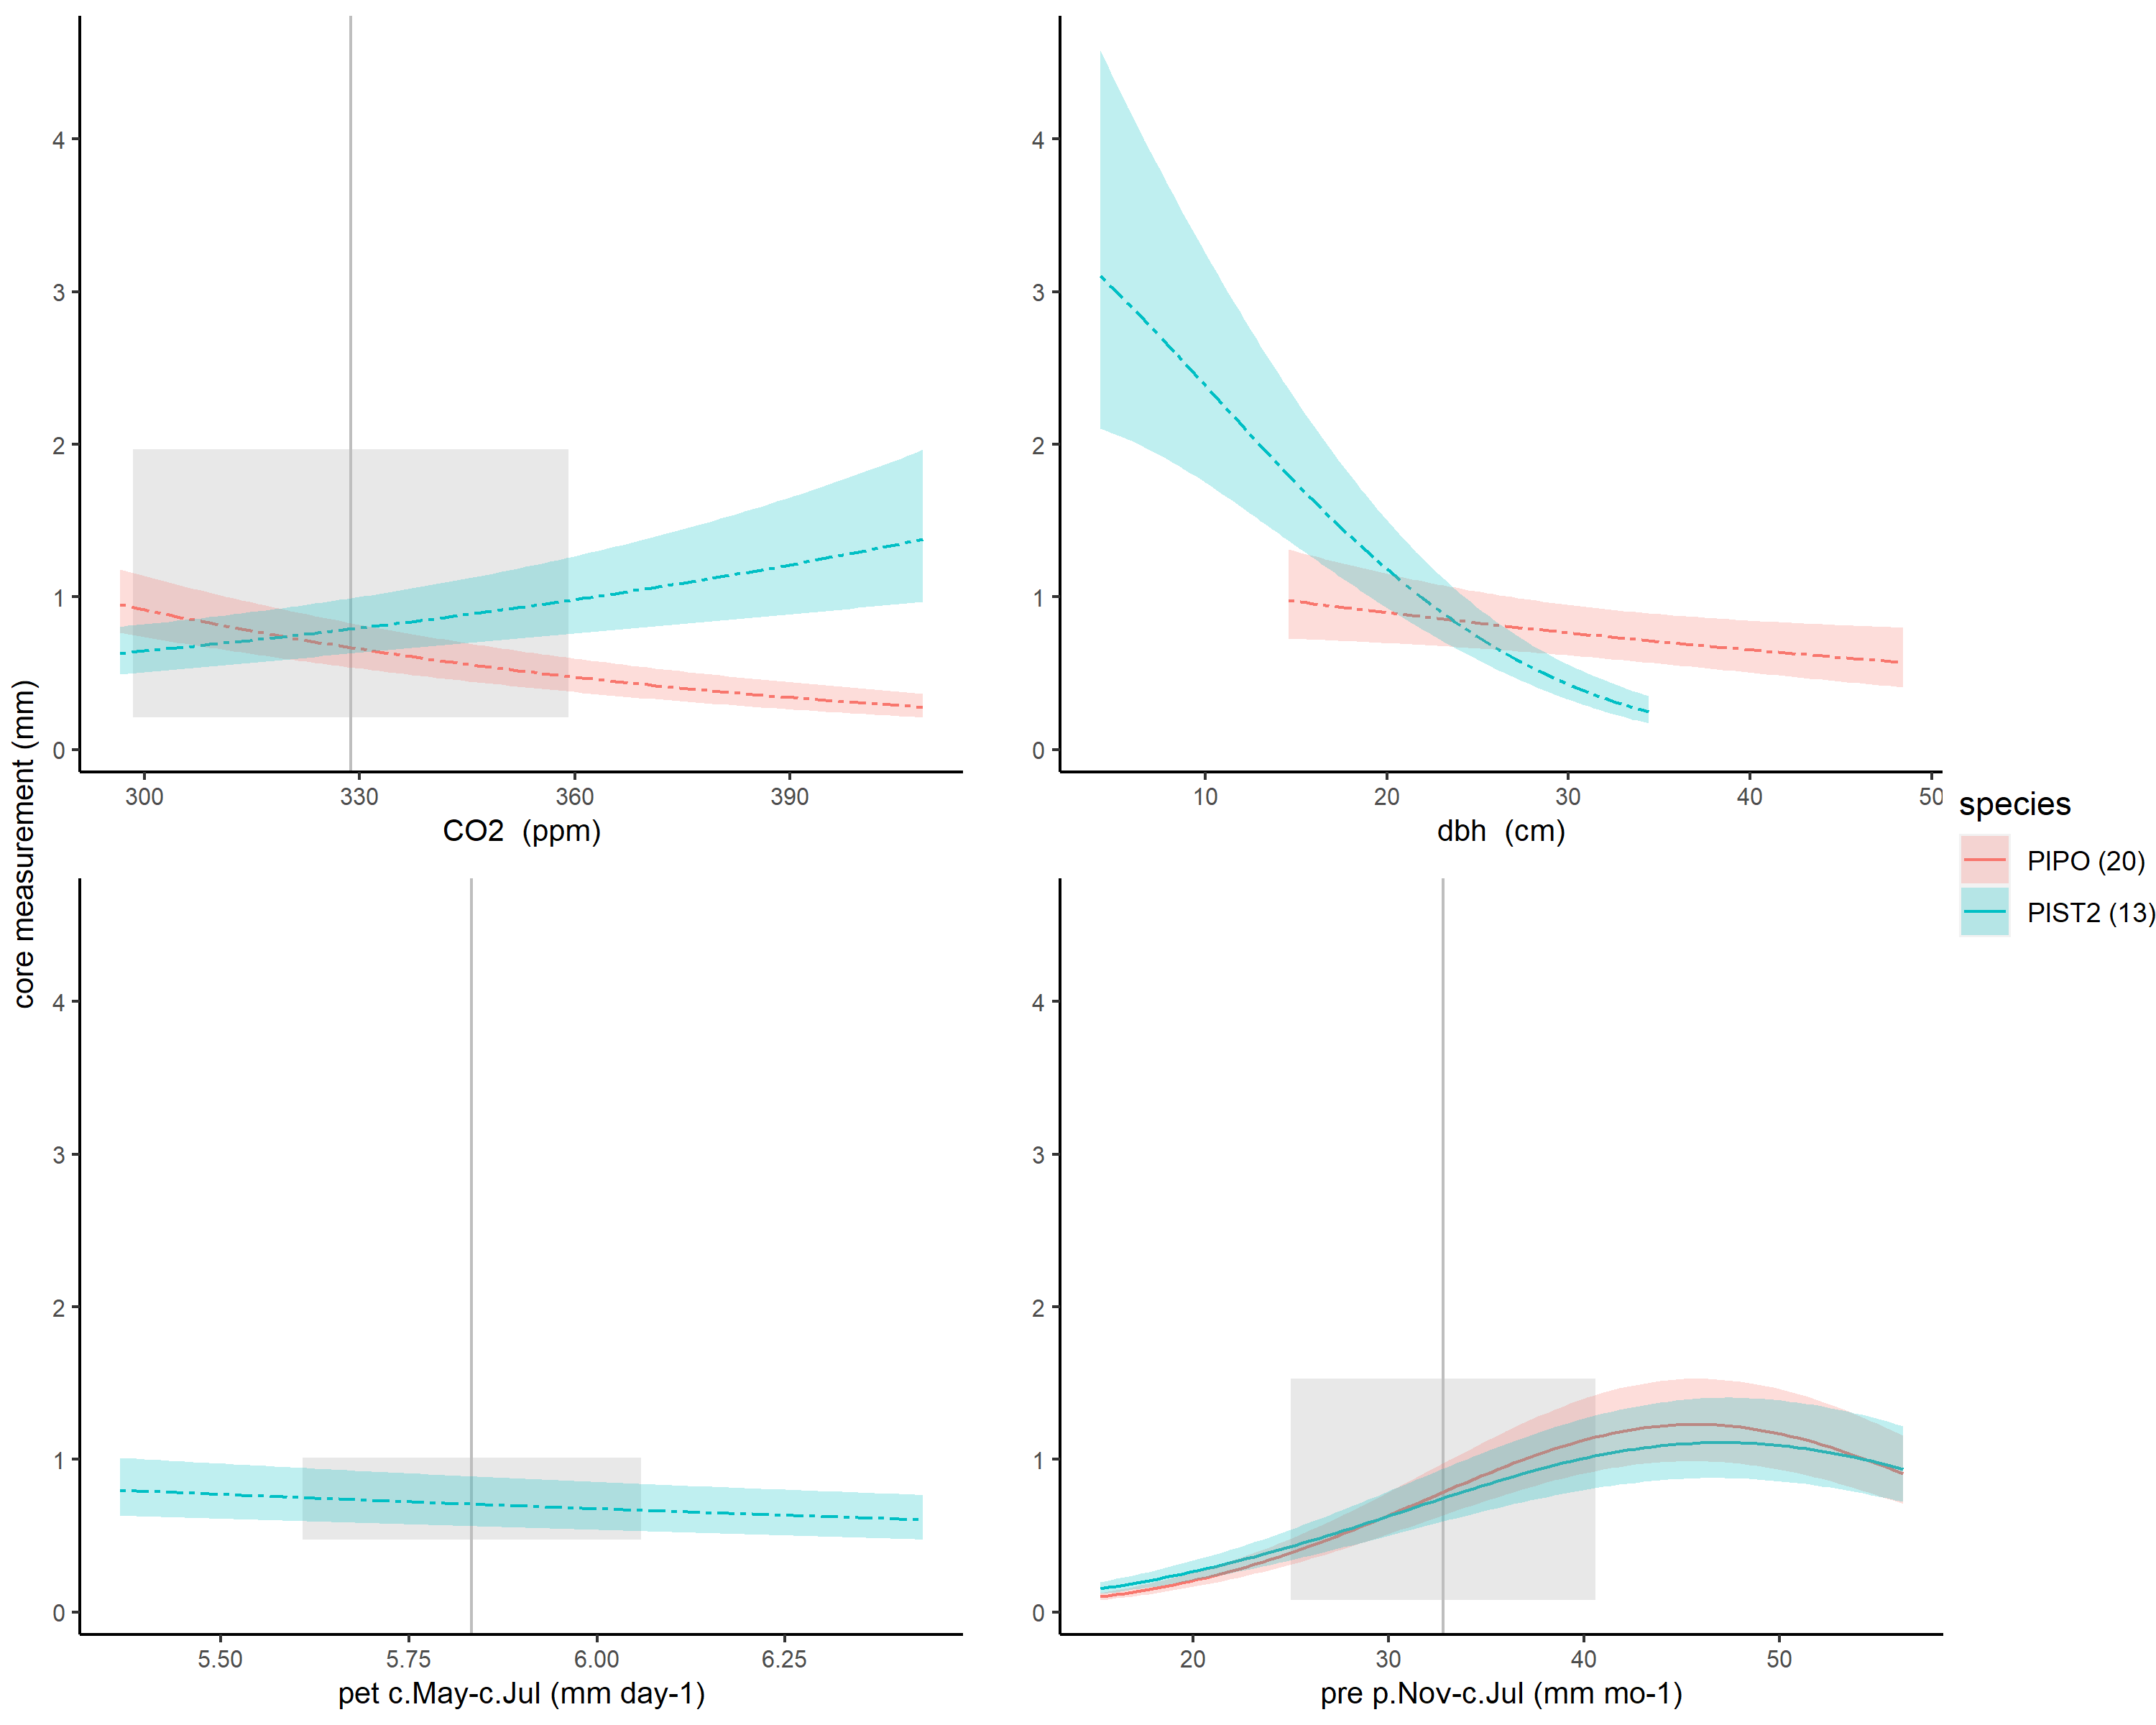 core measurement (mm)
4
3
2
1
0
300 330 360 390
CO2 (ppm)
4
3
2
1
0
10 20 30 40 50
dbh (cm)
4
3
2
1
0
5.50 5.75 6.00 6.25
pet c.May-c.Jul (mm day-1)
4
3
2
1
0
20 30 40 50
pre p.Nov-c.Jul (mm mo-1)
species
PIPO (20)
PIST2 (13)